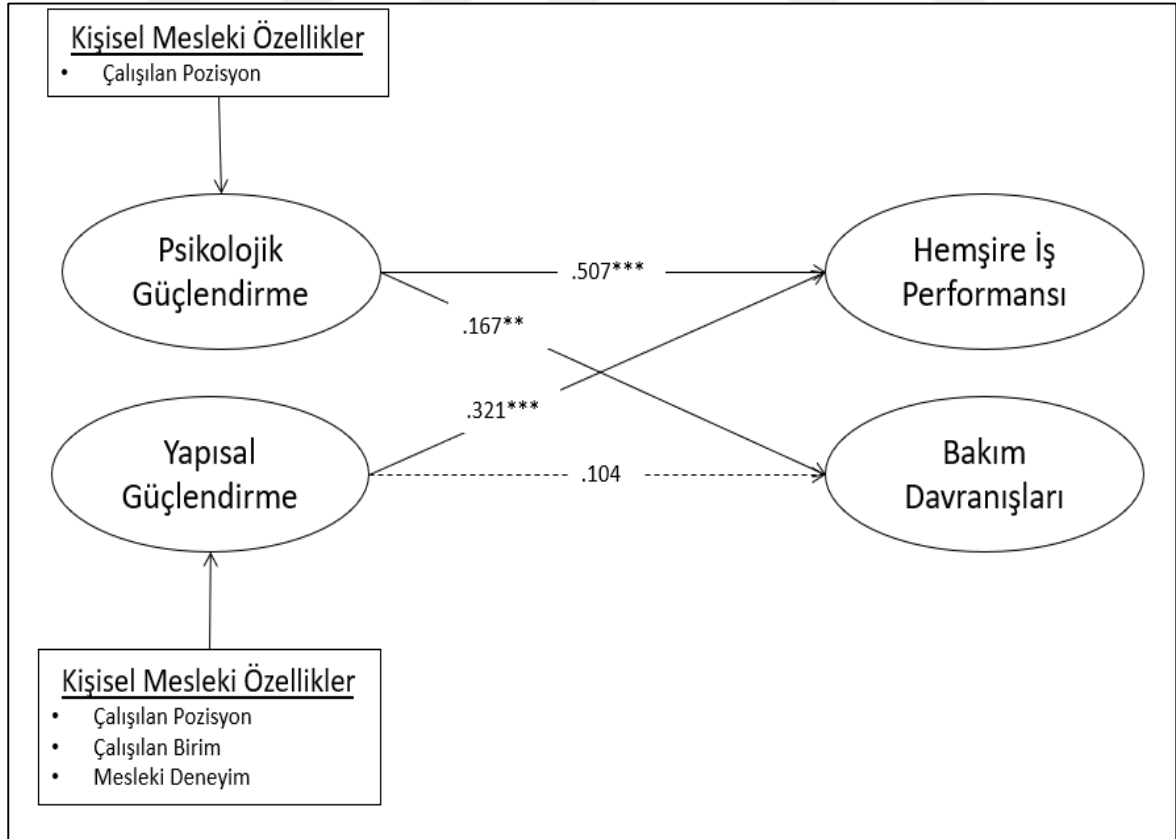 Kişisel Mesleki Özellikler
• Çalışılan Pozisyon
Psikolojik
Güçlendirme
Hemşire İş
Performansı
.507***
.167**
.321***
.104
Yapısal
Güçlendirme
Bakım
Davranışları
Kişisel Mesleki Özellikler
• Çalışılan Pozisyon
• Çalışılan Birim
• Mesleki Deneyim